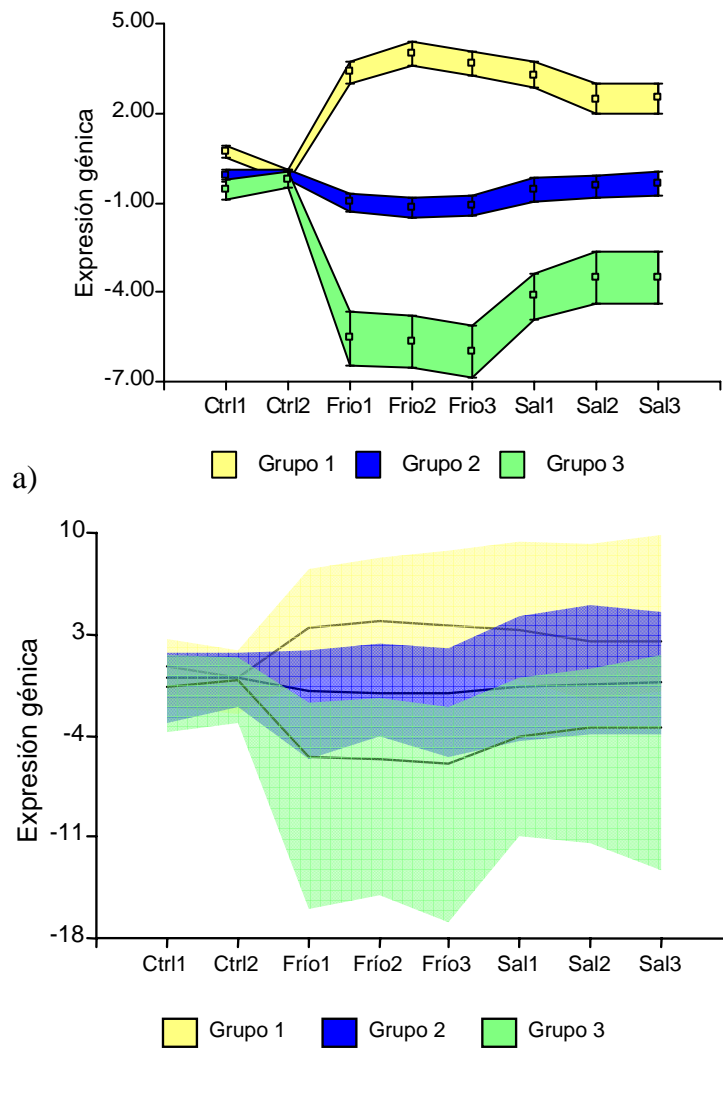 5.00
2.00
-1.00
-4.00
-7.00
Expresión génica
Ctrl1 Ctrl2 Frio1 Frio2 Frio3 Sal1 Sal2 Sal3
Grupo 1 Grupo 2 Grupo 3
a)
10
3
-4
-11
-18
Expresión génica
Ctrl1 Ctrl2 Frío1 Frío2 Frío3 Sal1 Sal2 Sal3
Grupo 1 Grupo 2 Grupo 3